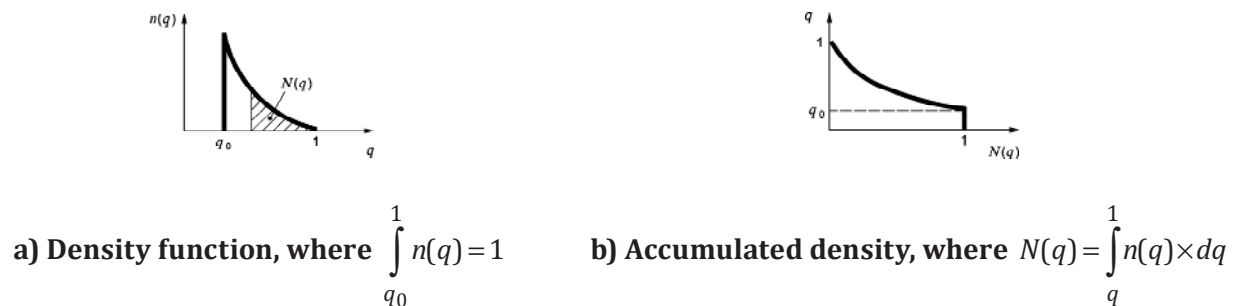 n(q)
N(q)
q₀
1
q
q
1
q₀
1
N(q)
a) Density function, where ∫_{q₀}^{1} n(q)=1
b) Accumulated density, where N(q)=∫_{q}^{1} n(q)×dq